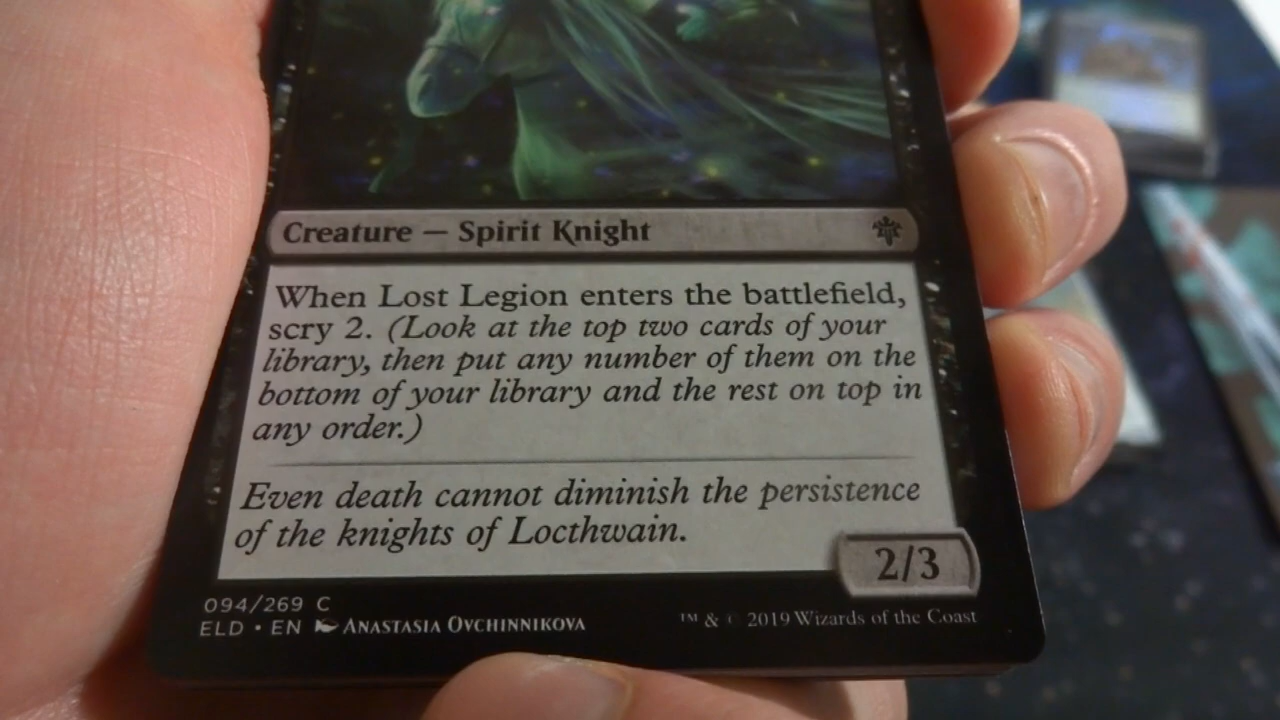 Creature — Spirit Knight
When Lost Legion enters the battlefield,
scry 2. (Look at the top two cards of your
library, then put any number of them on the
bottom of your library and the rest on top in
any order.)
Even death cannot diminish the persistence
of the knights of Locthwain.
2/3
094/269 C
ELD • EN ANASTASIA OVCHINNIKOVA
™ & © 2019 Wizards of the Coast